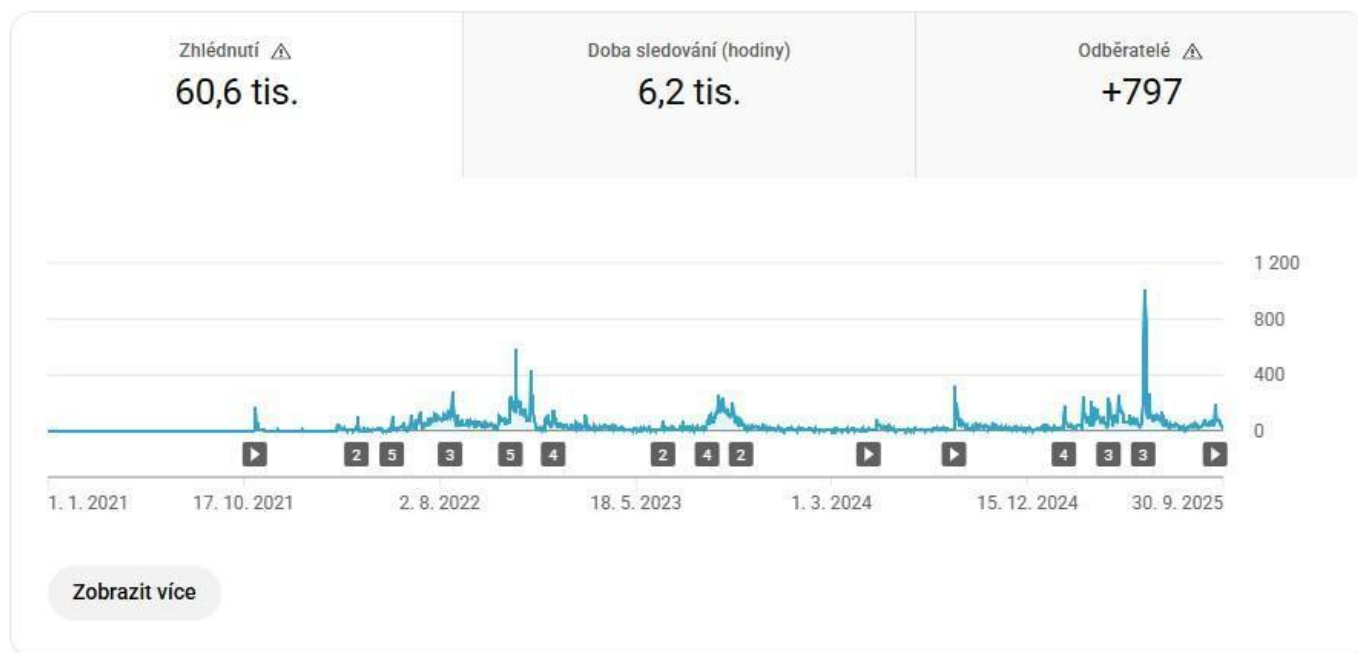 Zhlédnutí
60,6 tis.
Doba sledování (hodiny)
6,2 tis.
Odběratelé
+797
1 200
800
400
0
2 5 3 5 4 2 4 2 4 3 3
1. 1. 2021 17. 10. 2021 2. 8. 2022 18. 5. 2023 1. 3. 2024 15. 12. 2024 30. 9. 2025
Zobrazit více